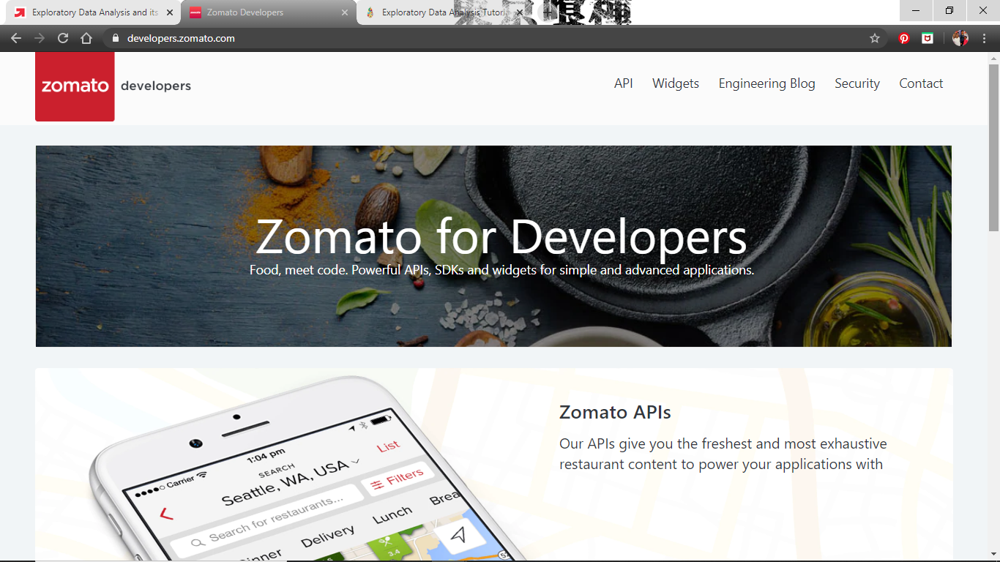 Exploratory Data Analysis and its
Zomato Developers
Exploratory Data Analysis Tutoria
developers.zomato.com
zomato
developers
API
Widgets
Engineering Blog
Security
Contact
Zomato for Developers
Food, meet code. Powerful APIs, SDKs and widgets for simple and advanced applications.
Zomato APIs
Our APIs give you the freshest and most exhaustive
restaurant content to power your applications with
Carrier
1:04 pm
SEARCH
Seattle, WA, USA
List
Search for restaurants...
Filters
Dinner
Delivery
Lunch
Brea
3.4